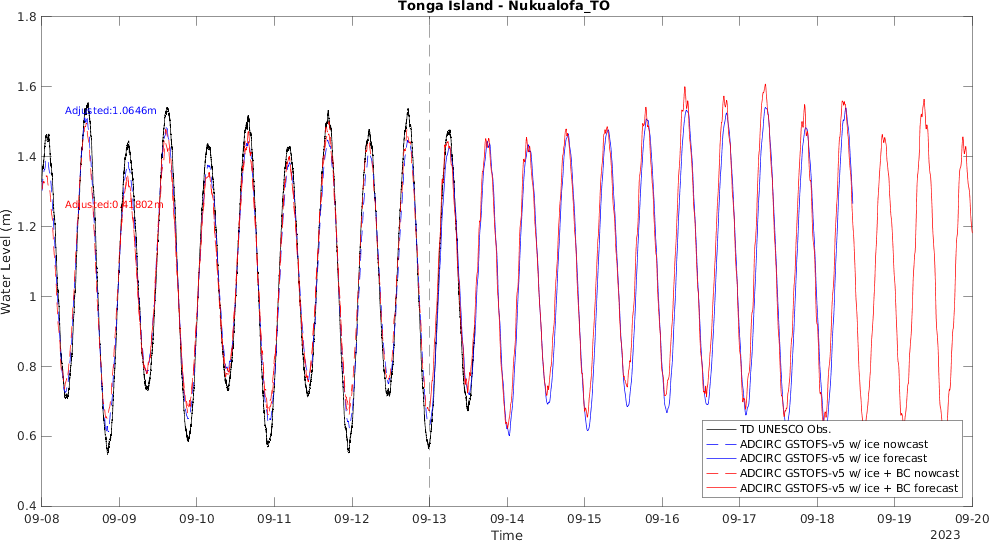 Tonga Island - Nukualofa_TO
1.8
1.6
1.4
1.2
1
0.8
0.6
0.4
Water Level (m)
Adjusted:1.0646m
Adjusted:0.41802m
TD UNESCO Obs.
ADCIRC GSTOFS-v5 w/ ice nowcast
ADCIRC GSTOFS-v5 w/ ice forecast
ADCIRC GSTOFS-v5 w/ ice + BC nowcast
ADCIRC GSTOFS-v5 w/ ice + BC forecast
09-08 09-09 09-10 09-11 09-12 09-13 09-14 09-15 09-16 09-17 09-18 09-19 09-20
Time
2023